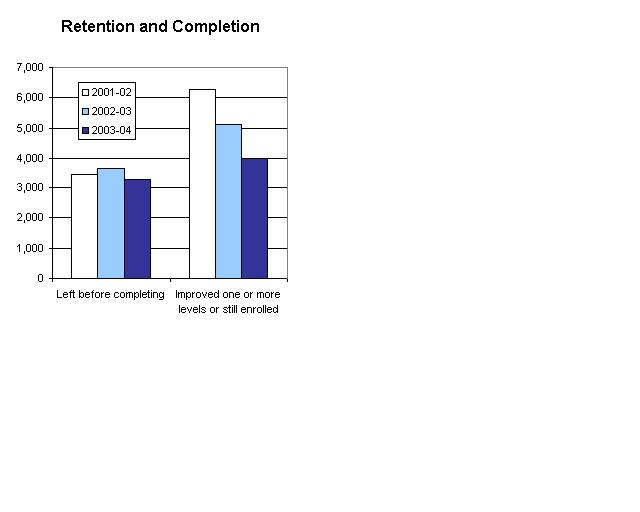 Retention and Completion
7,000
6,000
5,000
4,000
3,000
2,000
1,000
0
2001-02
2002-03
2003-04
Left before completing
Improved one or more
levels or still enrolled